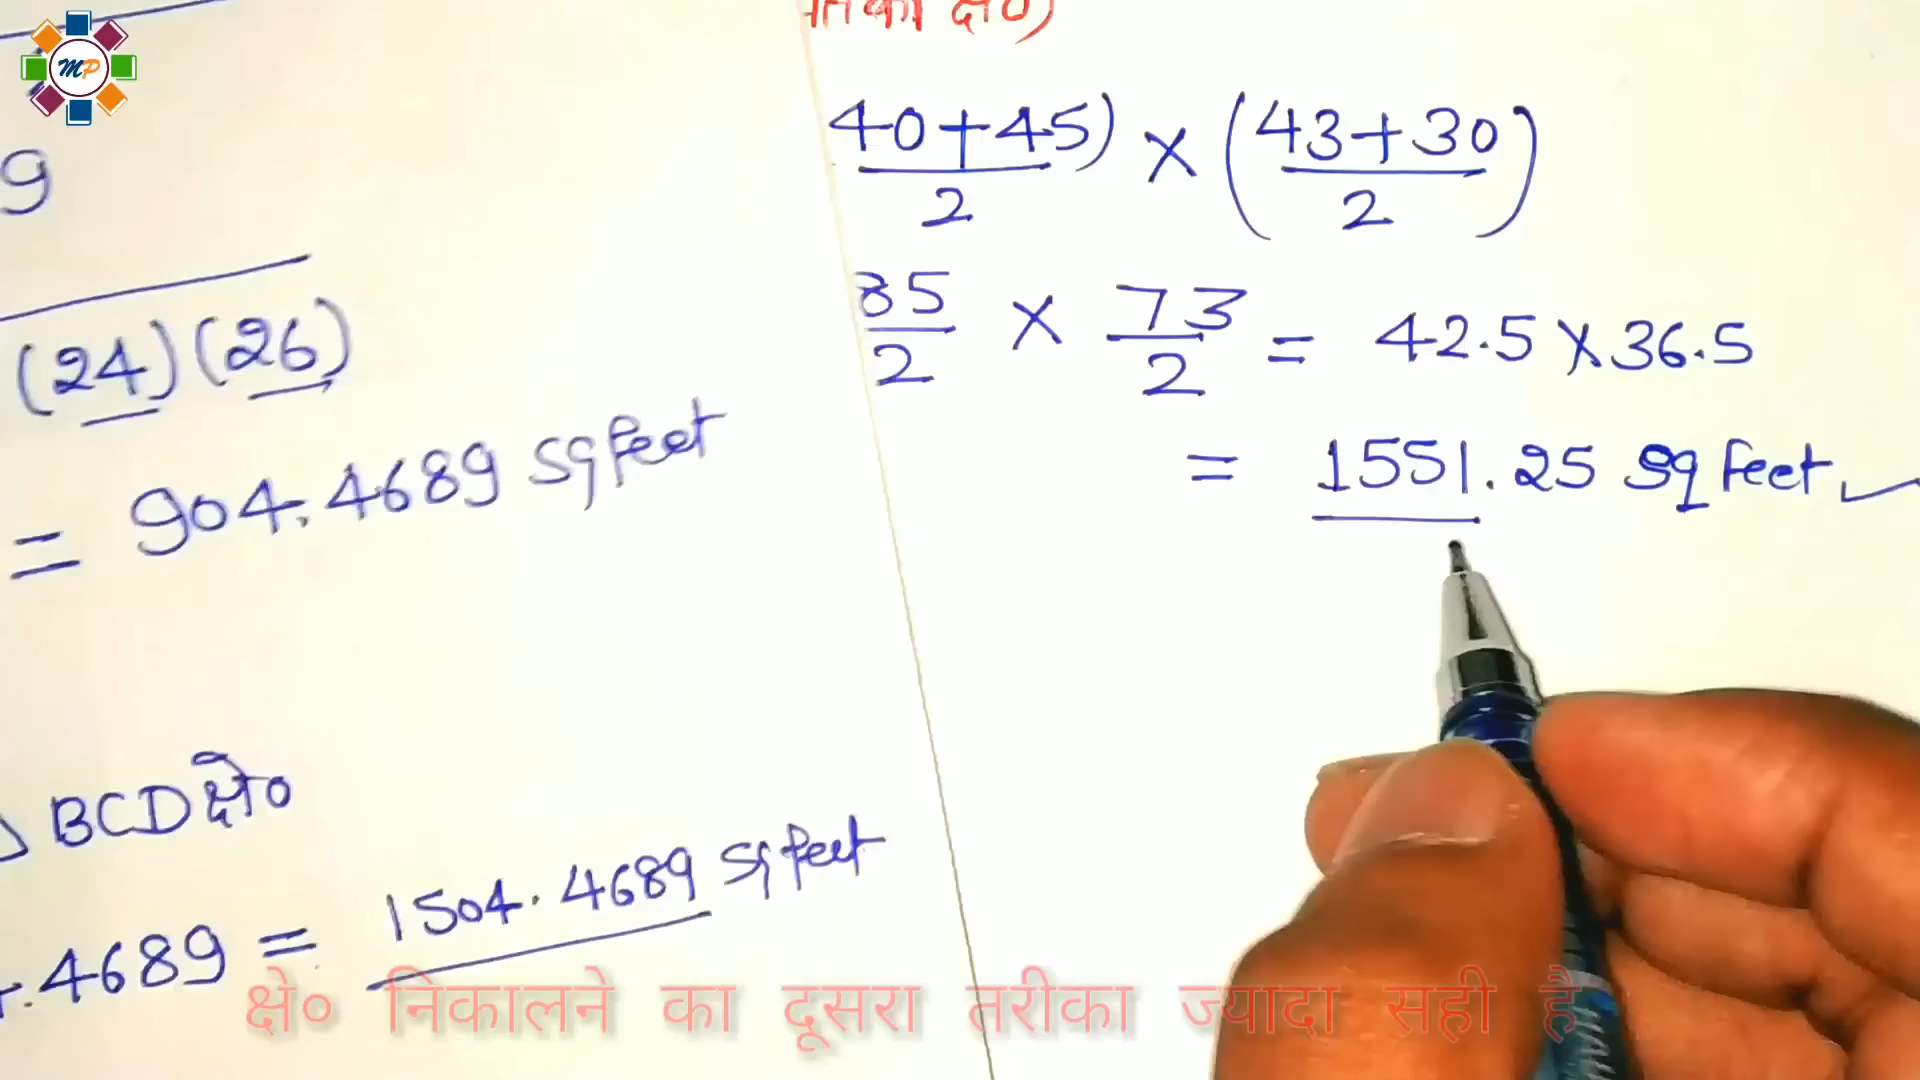 MP
9
(24)(26)
= 904.4689 sq feet
△ BCD क्षे०
.4689 = 1504.4689 sq feet
40+45) × (43+30)
2 2
85 × 73 = 42.5 × 36.5
2 2
= 1551.25 sq feet
क्षे० निकालने का दूसरा तरीका ज्यादा सही है